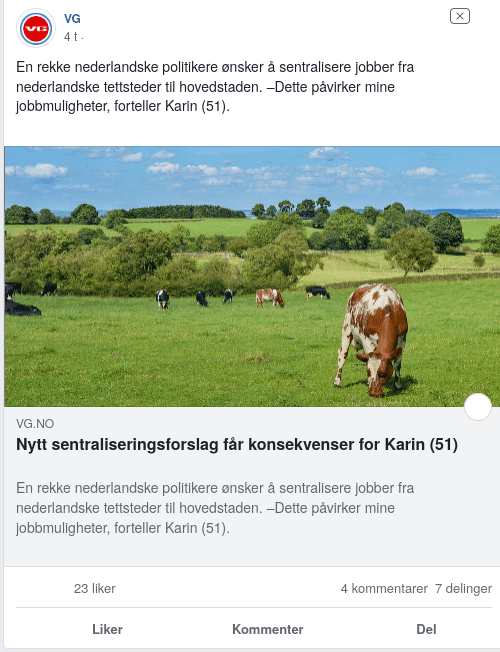 VG
VG
4 t ·
En rekke nederlandske politikere ønsker å sentralisere jobber fra
nederlandske tettsteder til hovedstaden. –Dette påvirker mine
jobbmuligheter, forteller Karin (51).
VG.NO
Nytt sentraliseringsforslag får konsekvenser for Karin (51)
En rekke nederlandske politikere ønsker å sentralisere jobber fra
nederlandske tettsteder til hovedstaden. –Dette påvirker mine
jobbmuligheter, forteller Karin (51).
23 liker
4 kommentarer 7 delinger
Liker Kommenter Del